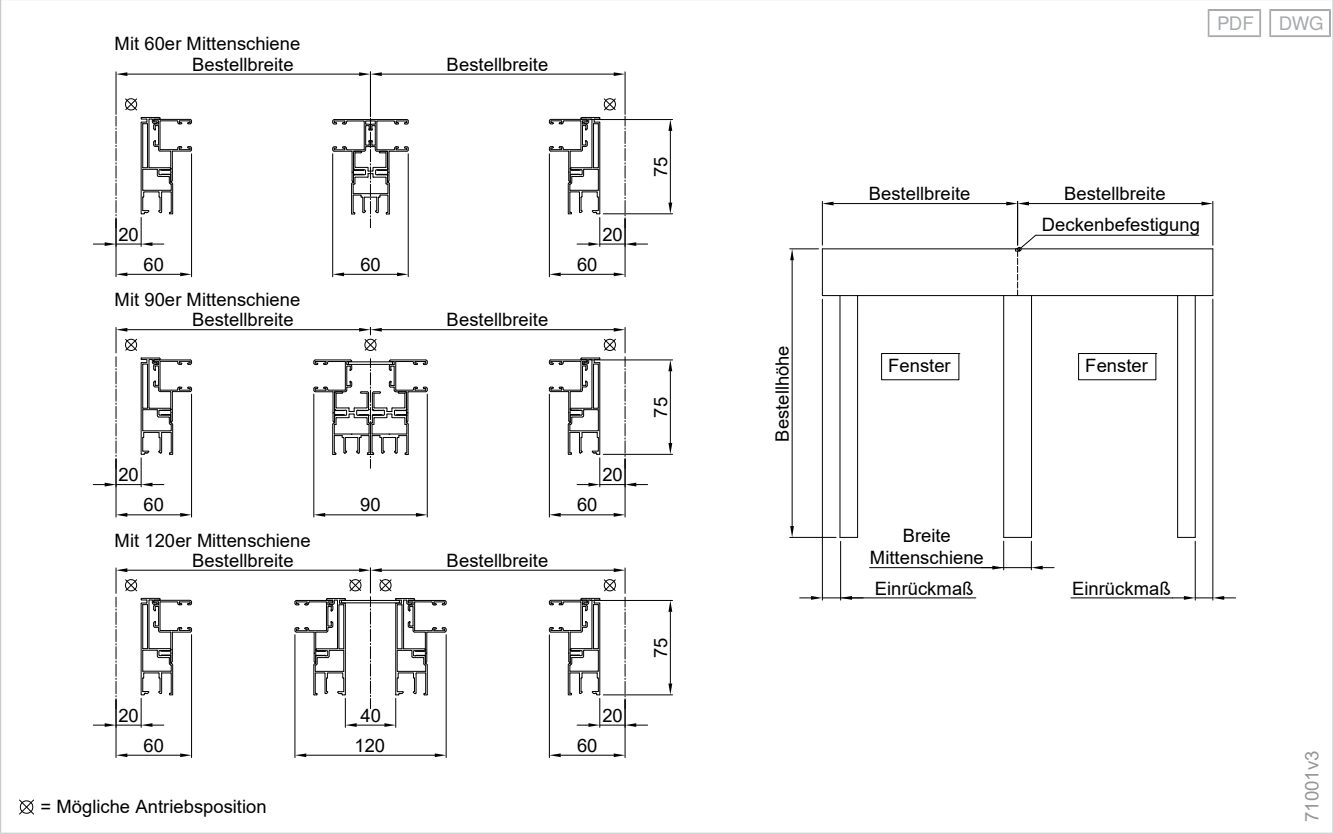 PDF DWG
Mit 60er Mittenschiene
Bestellbreite Bestellbreite
75
20 20
60 60 60
Mit 90er Mittenschiene
Bestellbreite Bestellbreite
75
20 20
60 90 60
Mit 120er Mittenschiene
Bestellbreite Bestellbreite
75
20 40 20
60 120 60
⊠ = Mögliche Antriebsposition
Bestellbreite Bestellbreite
Deckenbefestigung
Bestellhöhe
Fenster Fenster
Breite
Mittenschiene
Einrückmaß Einrückmaß
71001v3